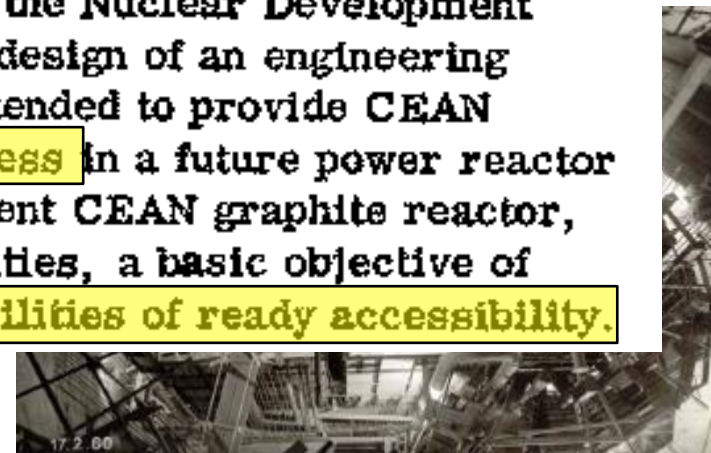 the Nuclear Development
design of an engineering
tended to provide CEAN
ess in a future power reactor
ent CEAN graphite reactor,
ties, a basic objective of
ilities of ready accessibility.
17.2.60